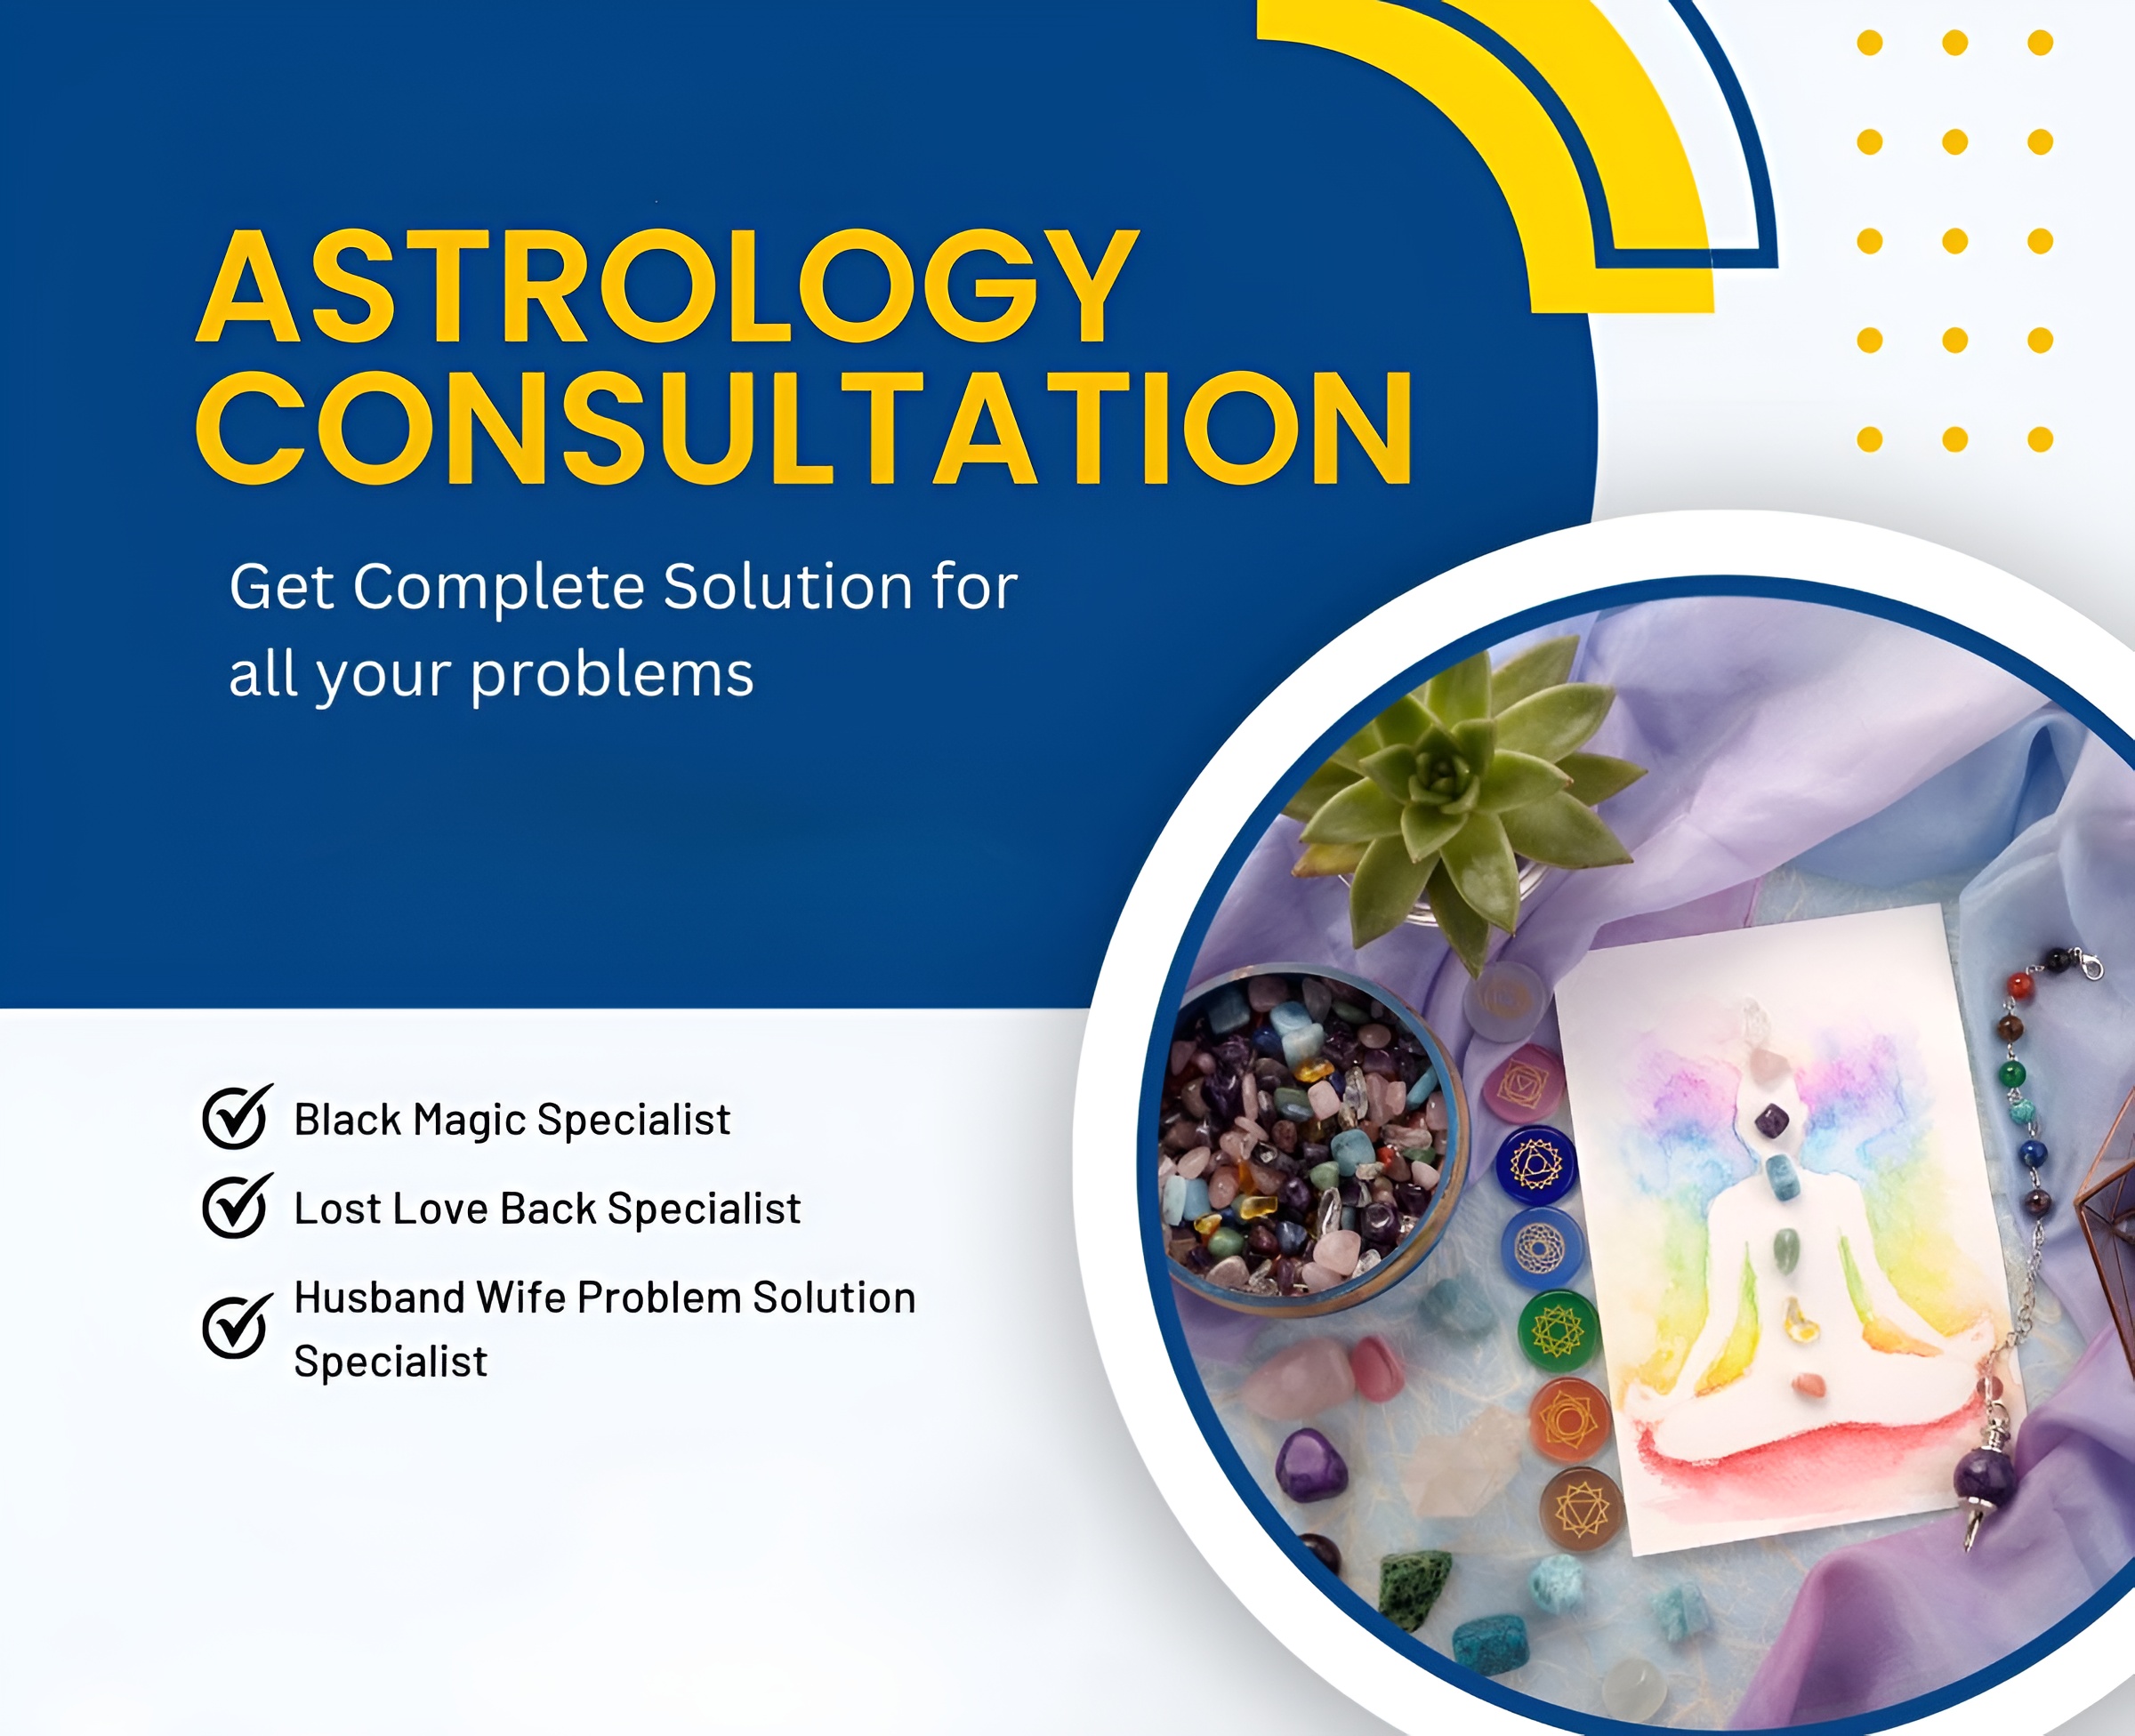 ASTROLOGY
CONSULTATION
Get Complete Solution for
all your problems
Black Magic Specialist
Lost Love Back Specialist
Husband Wife Problem Solution
Specialist